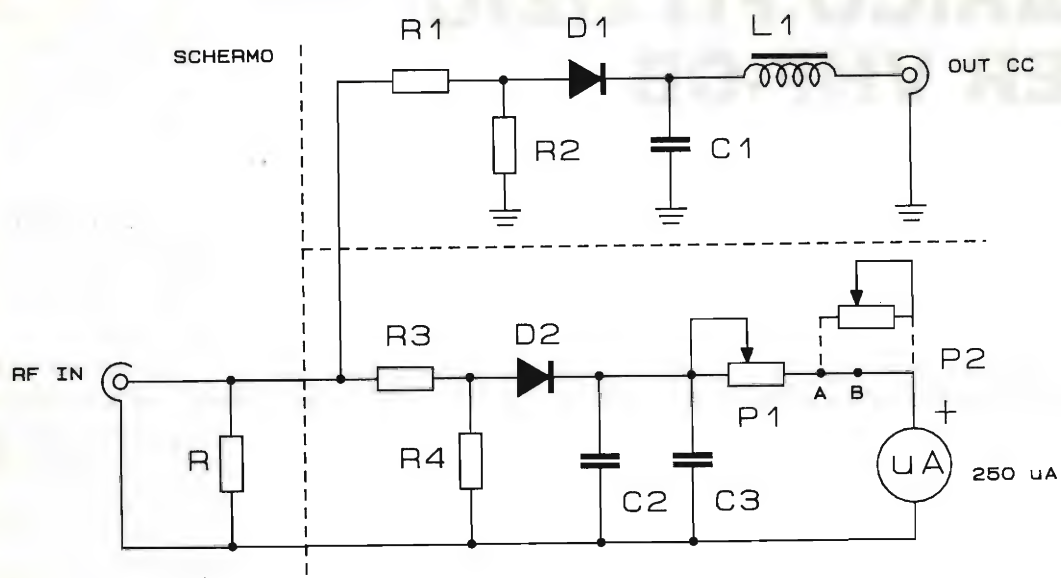 SCHERMO
R1
D1
L1
OUT CC
R2
C1
RF IN
R
R3
D2
R4
C2
C3
P1
A
B
P2
+
uA
250 uA